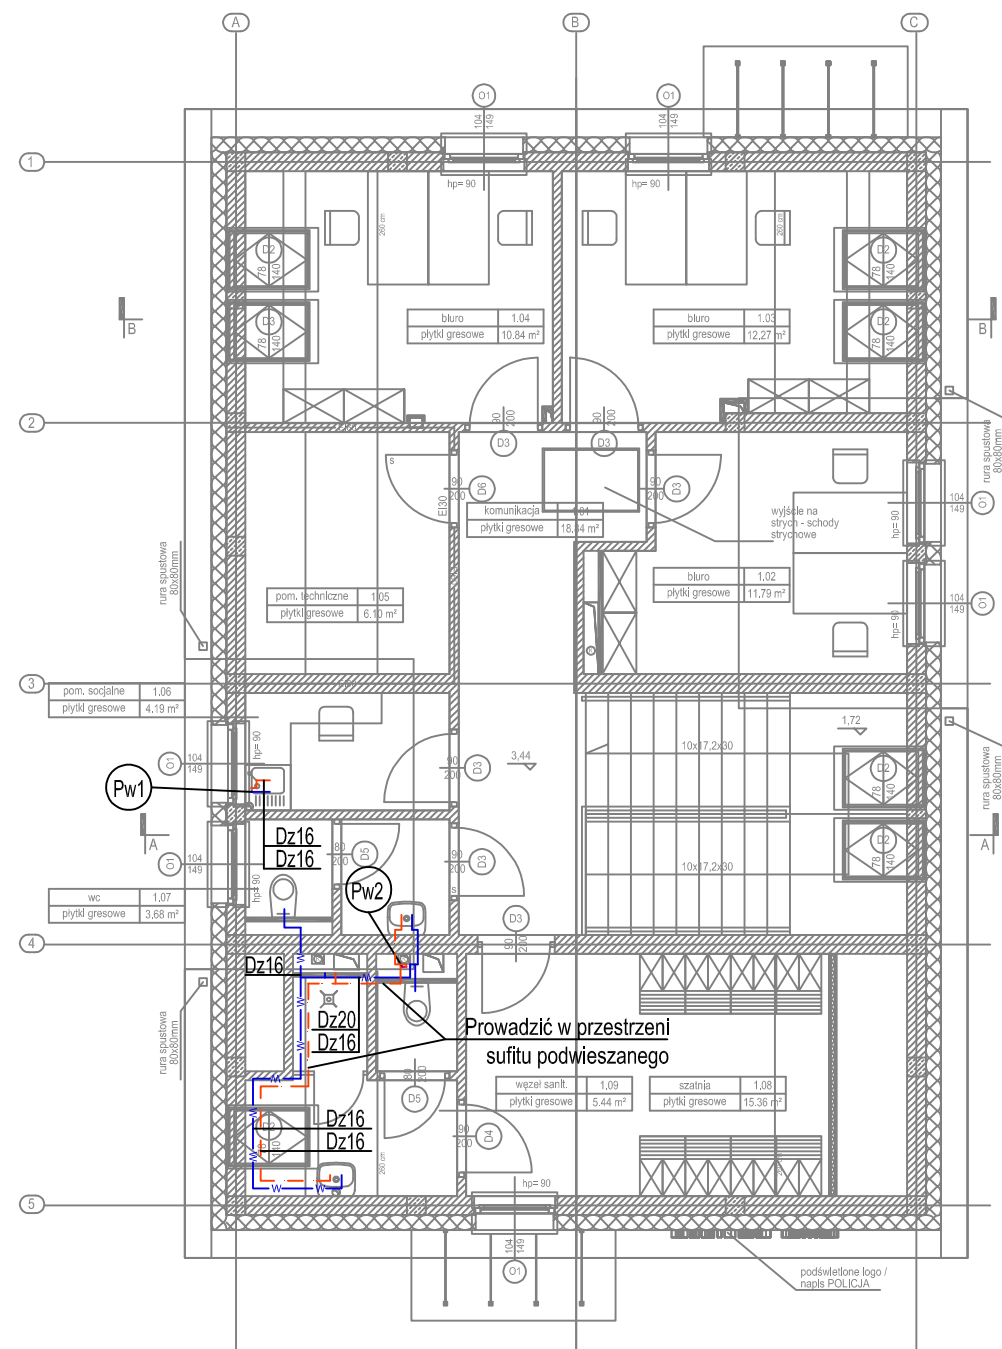 A
B
C
O1
O1
104
149
104
149
1
hp= 90
hp= 90
260 cm
260 cm
D2
78
140
D2
78
140
B
B
D3
78
140
D2
78
140
biuro 1.04
płytki gresowe 10.84 m²
biuro 1.03
płytki gresowe 12,27 m²
2
90
200
90
200
D3
D3
rura spustowa
80x80mm
s
90
200
D6
EI30
90
200
D3
komunikacja
płytki gresowe 18,84 m²
wyjście na
strych - schody
strychowe
104
149
O1
hp= 90
rura spustowa
80x80mm
pom. techniczne 1.05
płytki gresowe 6.10 m²
biuro 1.02
płytki gresowe 11.79 m²
104
149
O1
hp= 90
3
pom. socjalne 1.06
płytki gresowe 4.19 m²
hp= 90
O1
104
149
90
200
D3
3,44
10x17,2x30
1,72
rura spustowa
80x80mm
D2
78
140
Pw1
A
A
Dz16
Dz16
O1
104
149
hp= 90
80
200
D5
90
200
D3
s
10x17,2x30
D2
78
140
wc 1,07
płytki gresowe 3,68 m²
Pw2
D3
90
200
4
Dz16
W
W
Dz20
Dz16
Prowadzić w przestrzeni
sufitu podwieszanego
rura spustowa
80x80mm
W
80
200
D5
węzeł sanit. 1,09
płytki gresowe 5.44 m²
szatnia 1,08
płytki gresowe 15.36 m²
W
Dz16
Dz16
140
90
200
D4
W
260 cm
W
W
hp= 90
5
104
149
O1
podświetlone logo /
napis POLICJA